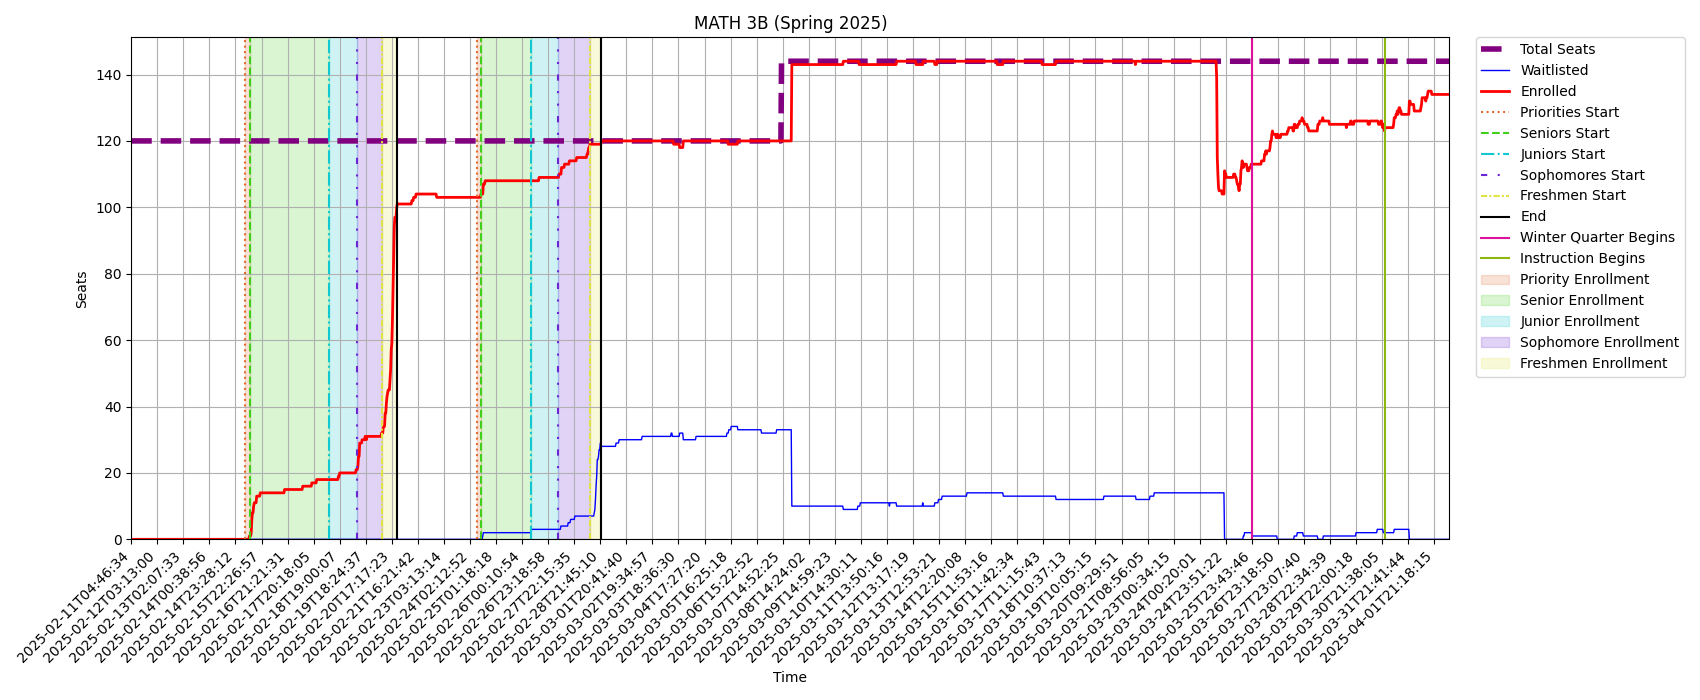 MATH 3B (Spring 2025)
Seats
140
120
100
80
60
40
20
0
2025-02-11T04:46:34
2025-02-12T03:13:00
2025-02-13T02:07:33
2025-02-14T00:38:56
2025-02-14T23:28:12
2025-02-15T22:26:57
2025-02-16T21:21:31
2025-02-17T20:18:05
2025-02-18T19:00:07
2025-02-19T18:24:37
2025-02-20T17:17:23
2025-02-21T16:21:42
2025-02-23T03:13:14
2025-02-24T02:12:52
2025-02-25T01:18:18
2025-02-26T00:10:54
2025-02-26T23:18:58
2025-02-27T22:15:35
2025-02-28T21:45:10
2025-03-01T20:41:40
2025-03-02T19:34:57
2025-03-03T18:36:30
2025-03-04T17:27:20
2025-03-05T16:25:18
2025-03-06T15:22:52
2025-03-07T14:52:25
2025-03-08T14:24:02
2025-03-09T14:59:23
2025-03-10T14:30:11
2025-03-11T13:50:16
2025-03-12T13:17:19
2025-03-13T12:53:21
2025-03-14T12:20:08
2025-03-15T11:53:16
2025-03-16T11:42:34
2025-03-17T11:15:43
2025-03-18T10:37:13
2025-03-19T10:05:15
2025-03-20T09:29:51
2025-03-21T08:56:05
2025-03-23T00:34:15
2025-03-24T00:20:01
2025-03-24T23:51:22
2025-03-25T23:43:46
2025-03-26T23:18:50
2025-03-27T23:07:40
2025-03-28T22:34:39
2025-03-29T22:00:18
2025-03-30T21:38:05
2025-03-31T21:41:44
2025-04-01T21:18:15
Time
Total Seats
Waitlisted
Enrolled
Priorities Start
Seniors Start
Juniors Start
Sophomores Start
Freshmen Start
End
Winter Quarter Begins
Instruction Begins
Priority Enrollment
Senior Enrollment
Junior Enrollment
Sophomore Enrollment
Freshmen Enrollment